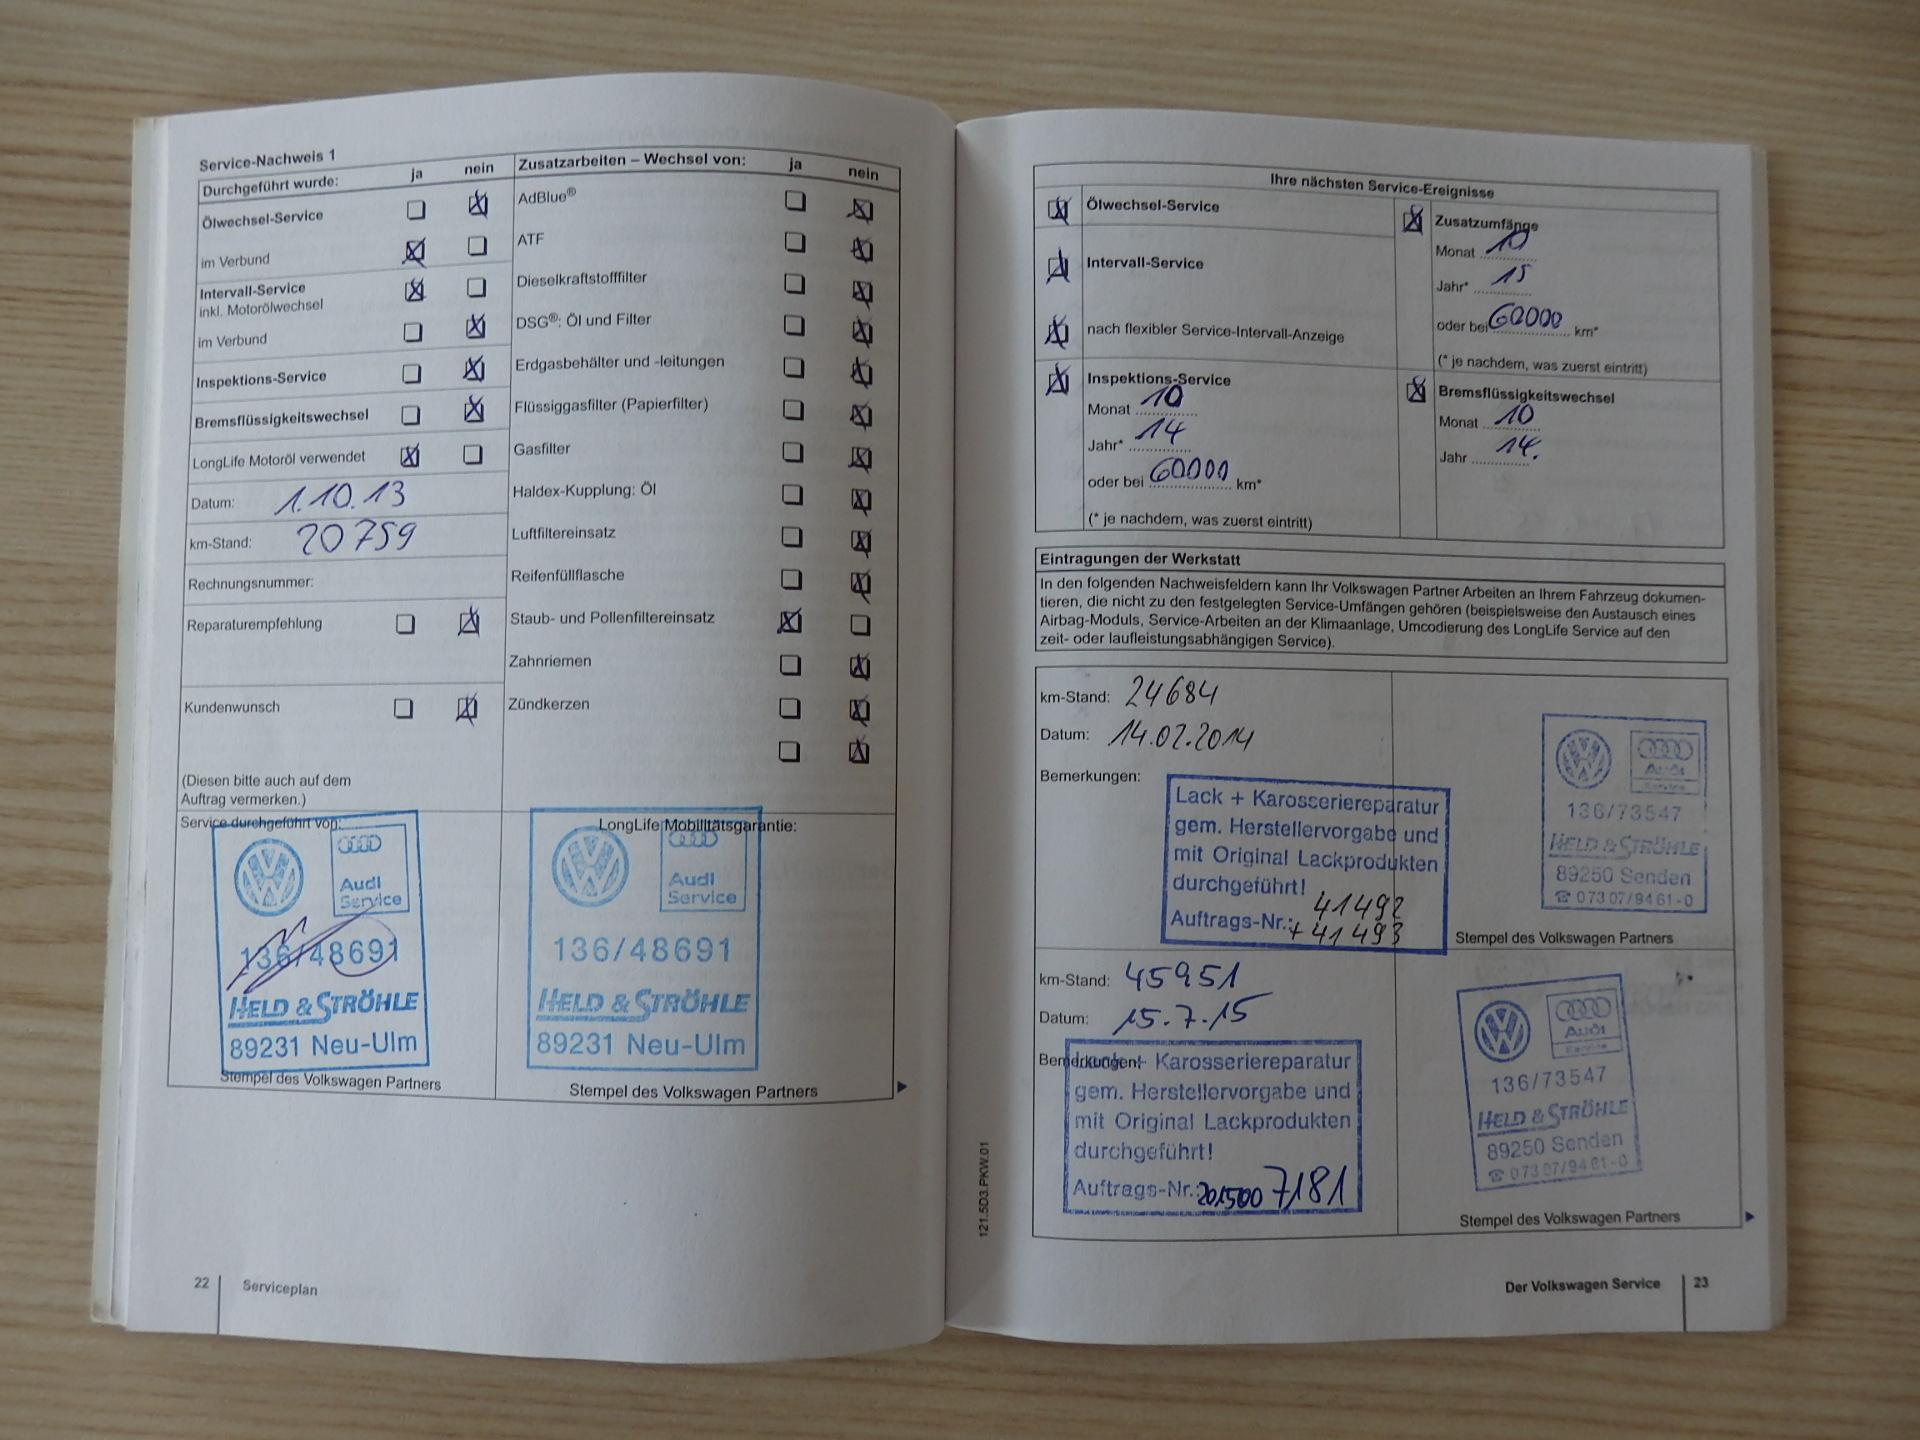 Service-Nachweis 1
Durchgeführt wurde: ja nein
Ölwechsel-Service
im Verbund
Intervall-Service
inkl. Motorölwechsel
im Verbund
Inspektions-Service
Bremsflüssigkeitswechsel
LongLife Motoröl verwendet
Datum: 1.10.13
km-Stand: 20759
Rechnungsnummer:
Reparaturempfehlung
Kundenwunsch
(Diesen bitte auch auf dem
Auftrag vermerken.)
Zusatzarbeiten – Wechsel von: ja nein
AdBlue®
ATF
Dieselkraftstofffilter
DSG®: Öl und Filter
Erdgasbehälter und -leitungen
Flüssiggasfilter (Papierfilter)
Gasfilter
Haldex-Kupplung: Öl
Luftfiltereinsatz
Reifenfüllflasche
Staub- und Pollenfiltereinsatz
Zahnriemen
Zündkerzen
Service durchgeführt von:
Audi
Service
136/48691
HELD & STRÖHLE
89231 Neu-Ulm
Stempel des Volkswagen Partners
LongLife Mobilitätsgarantie:
Audi
Service
136/48691
HELD & STRÖHLE
89231 Neu-Ulm
Stempel des Volkswagen Partners
22 Serviceplan
121.5D3.PKW.01
Ihre nächsten Service-Ereignisse
Ölwechsel-Service
Intervall-Service
nach flexibler Service-Intervall-Anzeige
Inspektions-Service
Monat 10
Jahr* 14
oder bei 60000 km*
(* je nachdem, was zuerst eintritt)
Zusatzumfänge
Monat 10
Jahr* 15
oder bei 60000 km*
(* je nachdem, was zuerst eintritt)
Bremsflüssigkeitswechsel
Monat 10
Jahr 14.
Eintragungen der Werkstatt
In den folgenden Nachweisfeldern kann Ihr Volkswagen Partner Arbeiten an Ihrem Fahrzeug dokumen-
tieren, die nicht zu den festgelegten Service-Umfängen gehören (beispielsweise den Austausch eines
Airbag-Moduls, Service-Arbeiten an der Klimaanlage, Umcodierung des LongLife Service auf den
zeit- oder laufleistungsabhängigen Service).
km-Stand: 24684
Datum: 14.02.2014
Bemerkungen:
Lack + Karosseriereparatur
gem. Herstellervorgabe und
mit Original Lackprodukten
durchgeführt!
Auftrags-Nr.: 41492
+ 41493
Audi
Service
136/73547
HELD & STRÖHLE
89250 Senden
☎ 07307/9461-0
Stempel des Volkswagen Partners
km-Stand: 45951
Datum: 15.7.15
Bemerkungen:
Lack + Karosseriereparatur
gem. Herstellervorgabe und
mit Original Lackprodukten
durchgeführt!
Auftrags-Nr.: 2015007181
Audi
Service
136/73547
HELD & STRÖHLE
89250 Senden
☎ 07307/9461-0
Stempel des Volkswagen Partners
Der Volkswagen Service 23